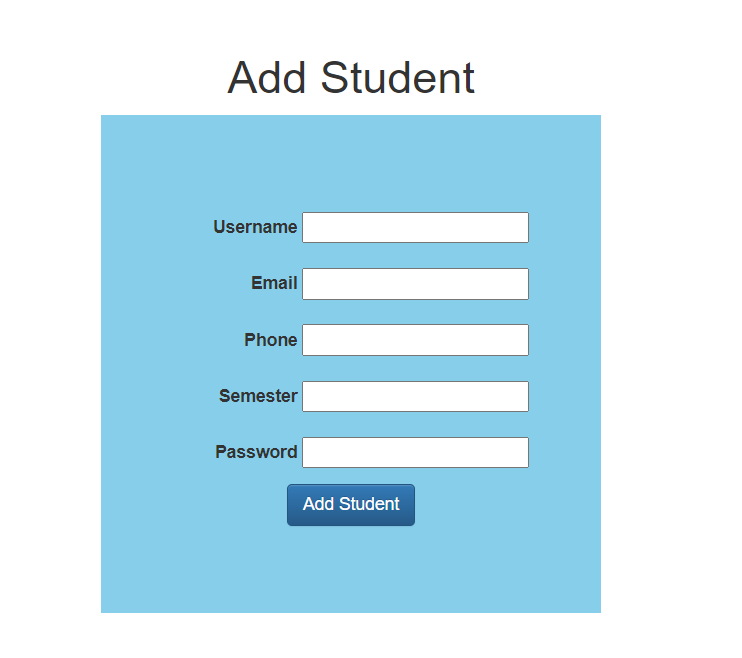 Add Student
Username
Email
Phone
Semester
Password
Add Student